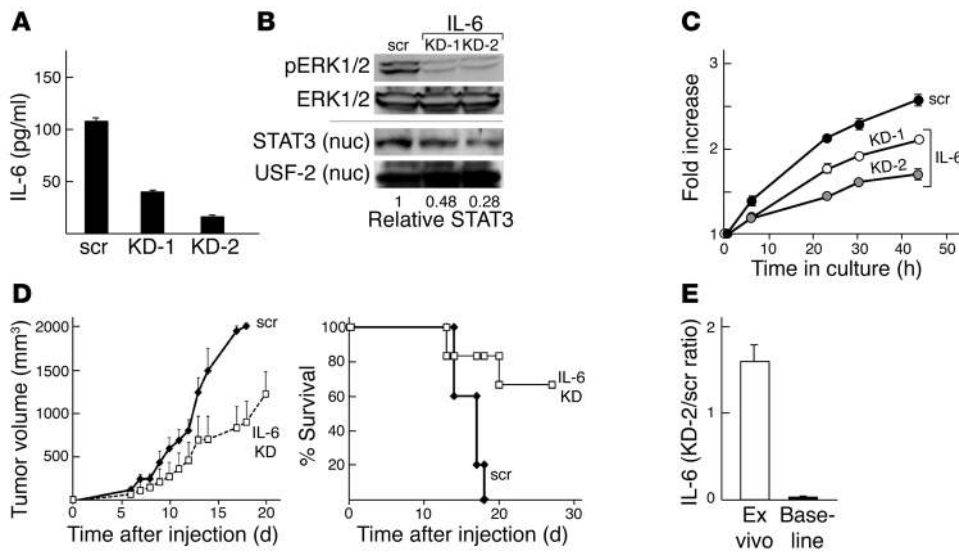 A
IL-6 (pg/ml)
150
100
50
scr KD-1 KD-2
B
IL-6
scr KD-1 KD-2
pERK1/2
ERK1/2
STAT3 (nuc)
USF-2 (nuc)
1 0.48 0.28
Relative STAT3
C
Fold increase
3
2
1
scr
KD-1
KD-2
IL-6
0 10 20 30 40 50
Time in culture (h)
D
Tumor volume (mm³)
2000
1500
1000
500
scr
IL-6
KD
0 5 10 15 20
Time after injection (d)
% Survival
100
80
60
40
20
IL-6
KD
scr
0 10 20 30
Time after injection (d)
E
IL-6 (KD-2/scr ratio)
2
1
0
Ex
vivo
Base-
line